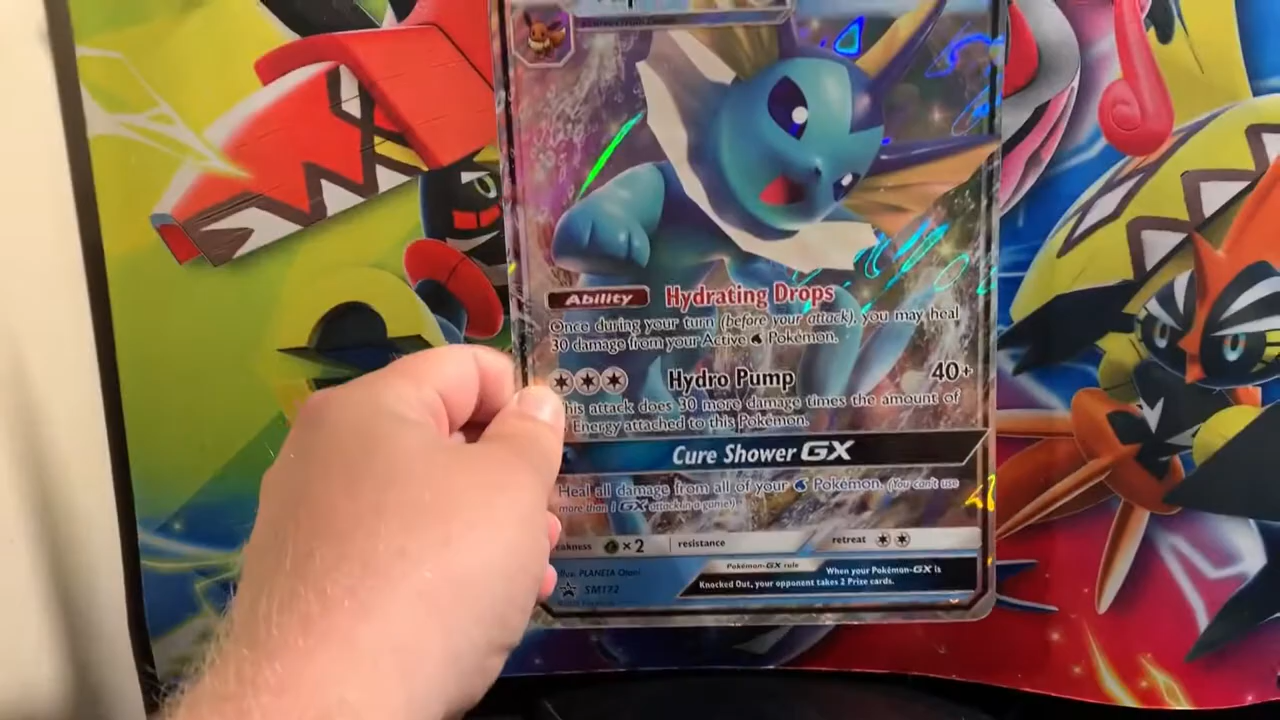 Ability Hydrating Drops
Once during your turn (before your attack), you may heal
30 damage from your Active Pokémon.
Hydro Pump 40+
his attack does 30 more damage times the amount of
Energy attached to this Pokémon.
Cure Shower GX
Heal all damage from all of your Pokémon. (You can't use
more than 1 GX attack in a game.)
eakness ×2 resistance retreat
Pokémon-GX rule When your Pokémon-GX is
Knocked Out, your opponent takes 2 Prize cards.
Illus. PLANETA Otani
SM172